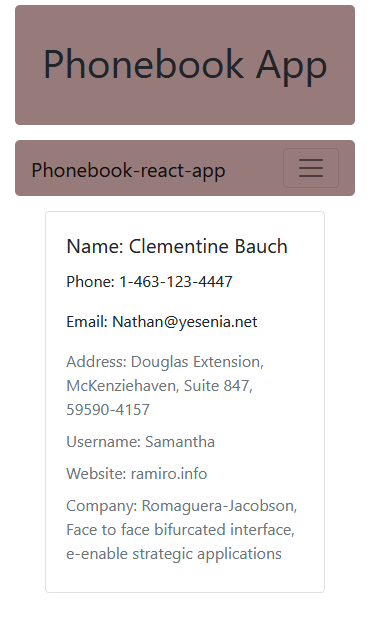 Phonebook App
Phonebook-react-app
Name: Clementine Bauch
Phone: 1-463-123-4447
Email: Nathan@yesenia.net
Address: Douglas Extension,
McKenziehaven, Suite 847,
59590-4157
Username: Samantha
Website: ramiro.info
Company: Romaguera-Jacobson,
Face to face bifurcated interface,
e-enable strategic applications